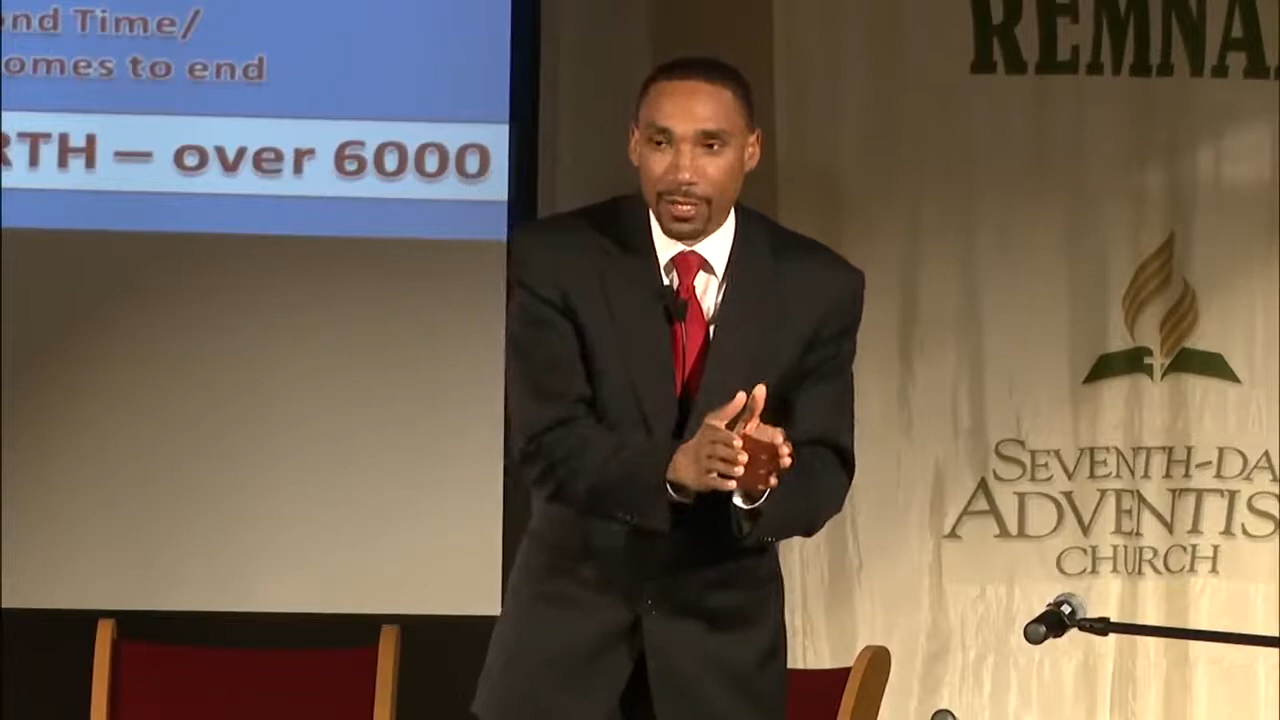 ond Time/
omes to end
RTH – over 6000
REMNA
SEVENTH-DA
ADVENTIS
CHURCH